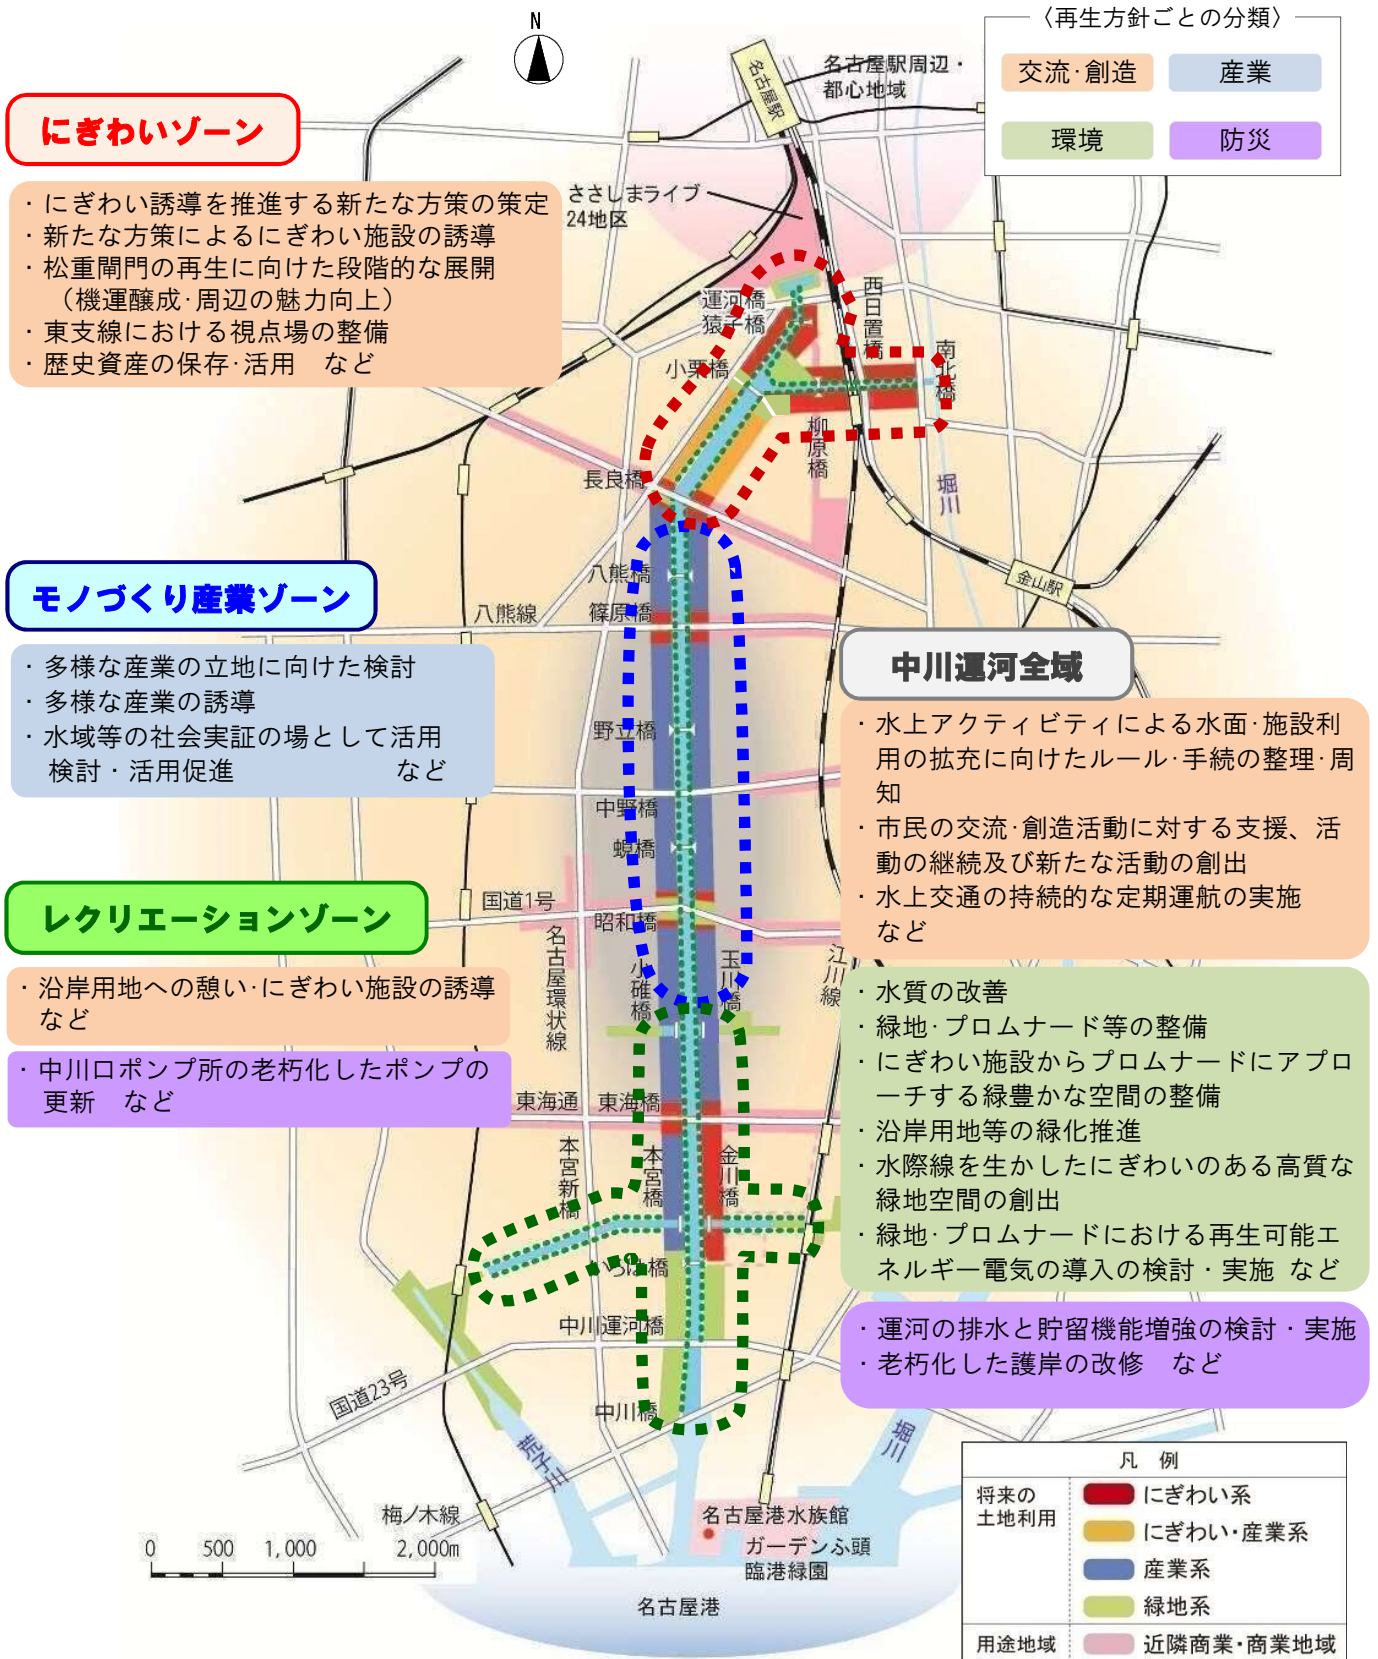 〈再生方針ごとの分類〉
交流･創造
産業
環境
防災
N
名古屋駅
名古屋駅周辺・
都心地域
にぎわいゾーン
・にぎわい誘導を推進する新たな方策の策定
・新たな方策によるにぎわい施設の誘導
・松重閘門の再生に向けた段階的な展開
（機運醸成･周辺の魅力向上）
・東支線における視点場の整備
・歴史資産の保存･活用　など
ささしまライブ
24地区
運河橋
猿子橋
西日置橋
南北橋
小栗橋
柳原橋
長良橋
堀川
金山駅
モノづくり産業ゾーン
・多様な産業の立地に向けた検討
・多様な産業の誘導
・水域等の社会実証の場として活用
検討・活用促進　など
八熊橋
八熊線
篠原橋
野立橋
中野橋
蜆橋
国道1号
昭和橋
名古屋環状線
小碓橋
玉川橋
江川線
中川運河全域
・水上アクティビティによる水面･施設利
用の拡充に向けたルール･手続の整理･周
知
・市民の交流･創造活動に対する支援、活
動の継続及び新たな活動の創出
・水上交通の持続的な定期運航の実施
など
・水質の改善
・緑地･プロムナード等の整備
・にぎわい施設からプロムナードにアプロ
ーチする緑豊かな空間の整備
・沿岸用地等の緑化推進
・水際線を生かしたにぎわいのある高質な
緑地空間の創出
・緑地･プロムナードにおける再生可能エ
ネルギー電気の導入の検討・実施 など
・運河の排水と貯留機能増強の検討・実施
・老朽化した護岸の改修　など
レクリエーションゾーン
・沿岸用地への憩い･にぎわい施設の誘導
など
・中川口ポンプ所の老朽化したポンプの
更新　など
東海通
東海橋
本宮新橋
本宮橋
金川橋
いろは橋
中川運河橋
国道23号
中川橋
荒子川
堀川
梅ノ木線
名古屋港水族館
ガーデンふ頭
臨港緑園
名古屋港
0 500 1,000 2,000m
凡 例
将来の
土地利用
にぎわい系
にぎわい・産業系
産業系
緑地系
用途地域
近隣商業・商業地域